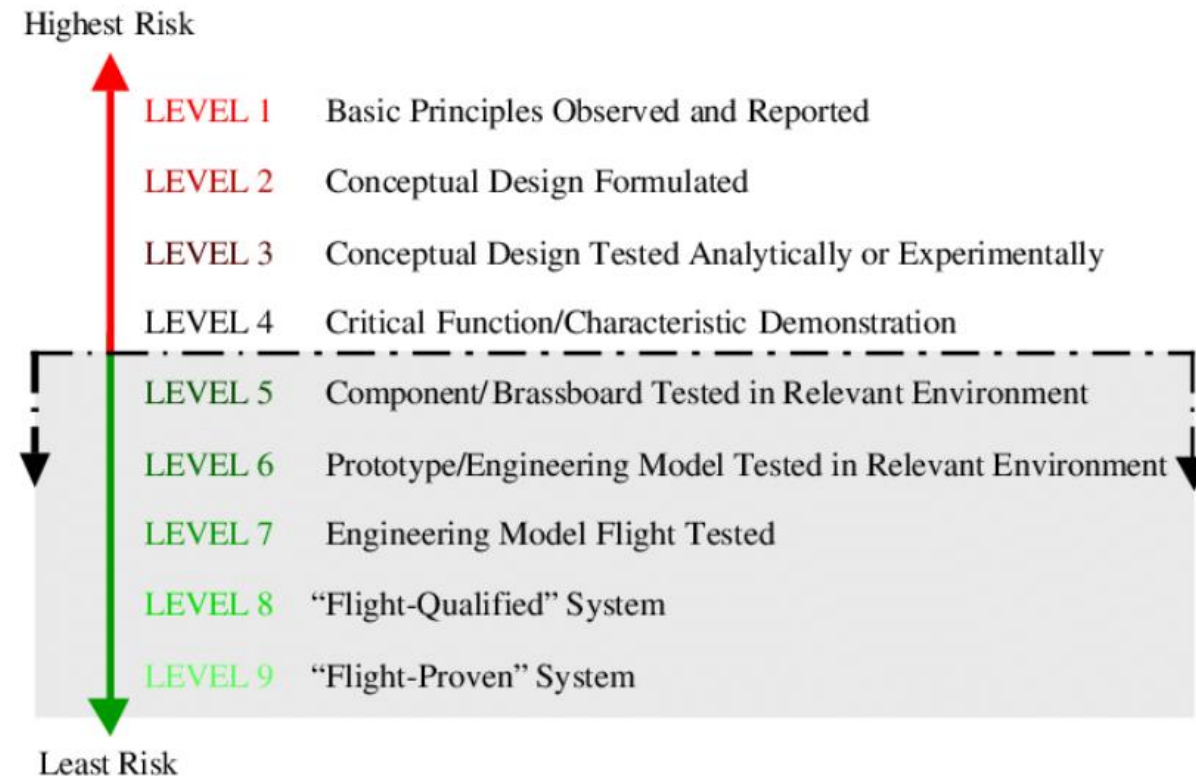 Highest Risk
LEVEL 1 Basic Principles Observed and Reported
LEVEL 2 Conceptual Design Formulated
LEVEL 3 Conceptual Design Tested Analytically or Experimentally
LEVEL 4 Critical Function/Characteristic Demonstration
LEVEL 5 Component/Brassboard Tested in Relevant Environment
LEVEL 6 Prototype/Engineering Model Tested in Relevant Environment
LEVEL 7 Engineering Model Flight Tested
LEVEL 8 “Flight-Qualified” System
LEVEL 9 “Flight-Proven” System
Least Risk